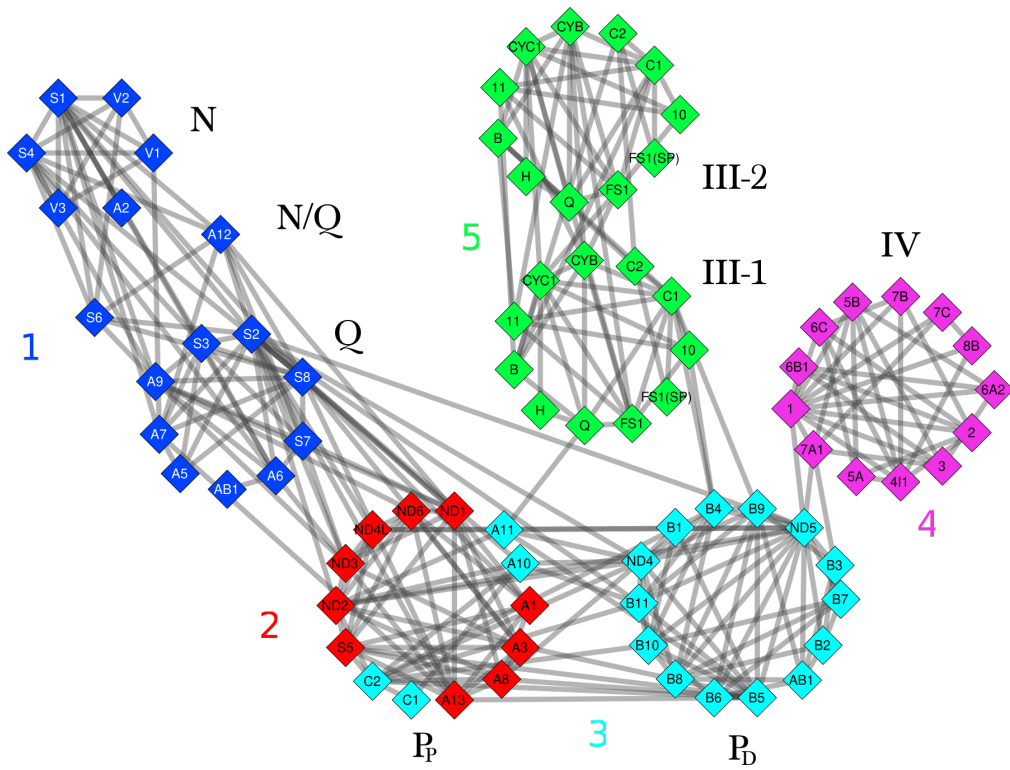 CYB
C2
CYC1
C1
11
10
B
FS1(SP)
H
FS1
Q
III-2
5
S1
V2
N
S4
V1
V3
A2
N/Q
A12
S6
Q
S2
S3
S8
1
A9
A7
S7
A5
A6
AB1
CYB
C2
III-1
CYC1
C1
11
10
B
FS1(SP)
H
Q
FS1
IV
5B
7B
7C
6C
8B
6B1
6A2
1
2
7A1
3
5A
4I1
4
ND6
ND1
ND4L
A11
ND3
A10
ND2
A1
2
S5
A3
C2
A8
C1
A13
PP
3
B4
B9
B1
ND5
ND4
B3
B11
B7
B10
B2
B8
AB1
B6
B5
PD